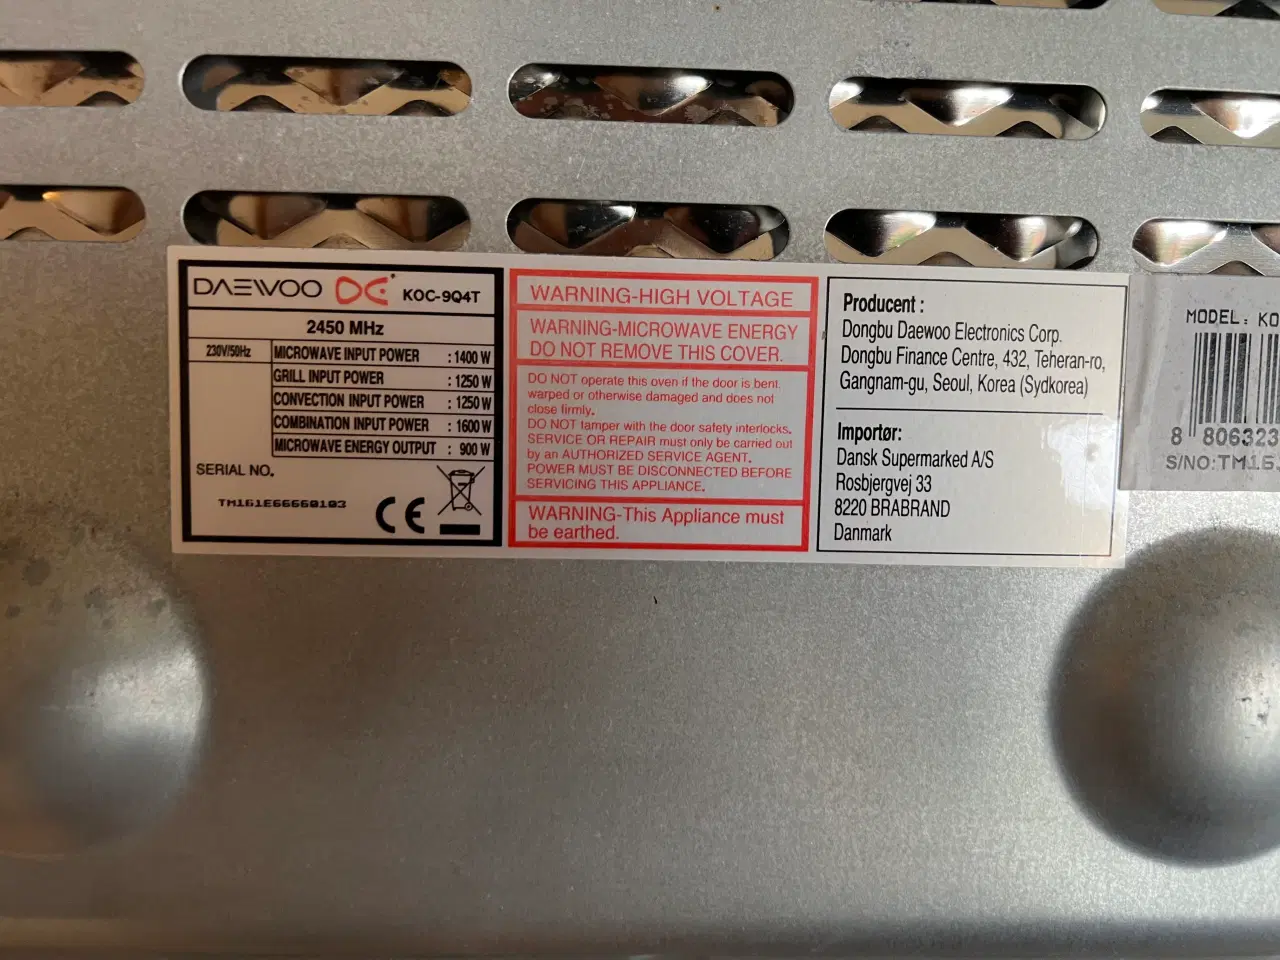 DAEWOO KOC-9Q4T
2450 MHz
230V/50Hz MICROWAVE INPUT POWER : 1400 W
GRILL INPUT POWER : 1250 W
CONVECTION INPUT POWER : 1250 W
COMBINATION INPUT POWER : 1600 W
MICROWAVE ENERGY OUTPUT : 900 W
SERIAL NO.
TM161E66660103
CE
WARNING-HIGH VOLTAGE
WARNING-MICROWAVE ENERGY
DO NOT REMOVE THIS COVER.
DO NOT operate this oven if the door is bent.
warped or otherwise damaged and does not
close firmly.
DO NOT tamper with the door safety interlocks.
SERVICE OR REPAIR must only be carried out
by an AUTHORIZED SERVICE AGENT.
POWER MUST BE DISCONNECTED BEFORE
SERVICING THIS APPLIANCE.
WARNING-This Appliance must
be earthed.
Producent :
Dongbu Daewoo Electronics Corp.
Dongbu Finance Centre, 432, Teheran-ro,
Gangnam-gu, Seoul, Korea (Sydkorea)
Importør:
Dansk Supermarked A/S
Rosbjergvej 33
8220 BRABRAND
Danmark
MODEL: KO
8 806323
S/NO:TM16